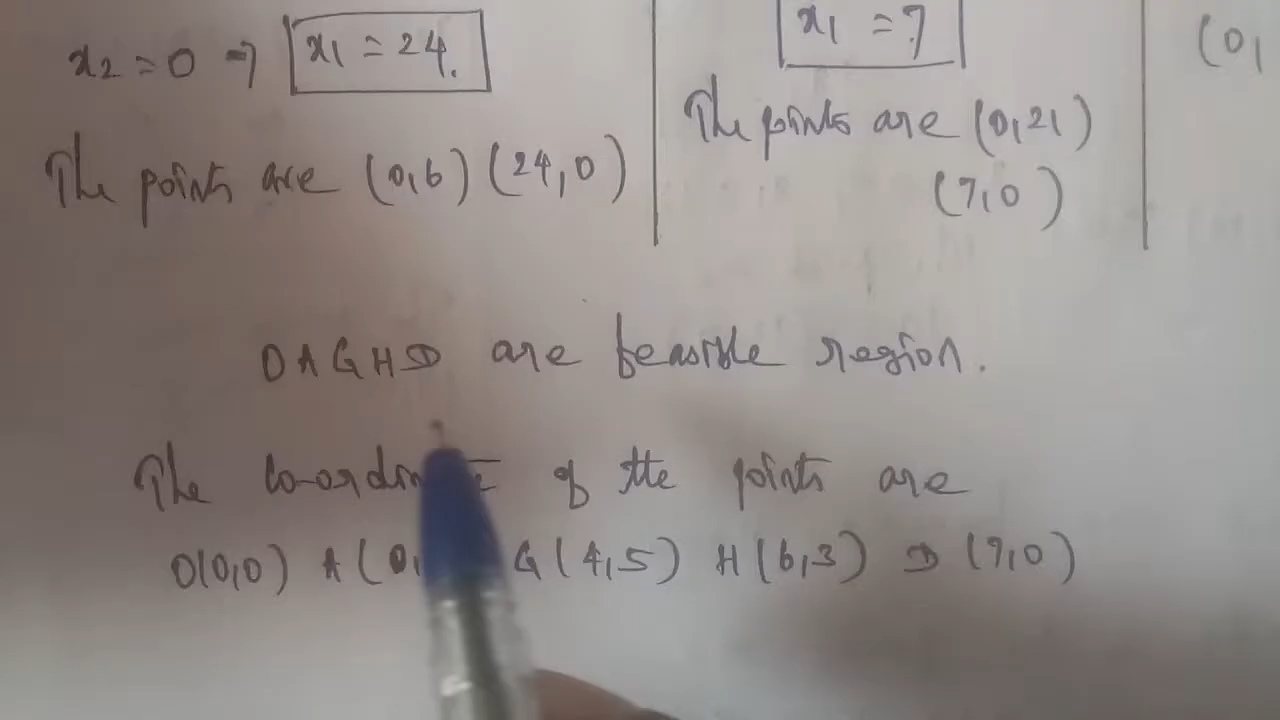 x2 = 0 ⇒ x1 = 24.
The points are (0,6) (24,0)
x1 = 7
The points are (0,21)
(7,0)
(0,
OAGHD are feasible region.
The of the points are
O(0,0) A(0, G(4,5) H(6,3) D(7,0)